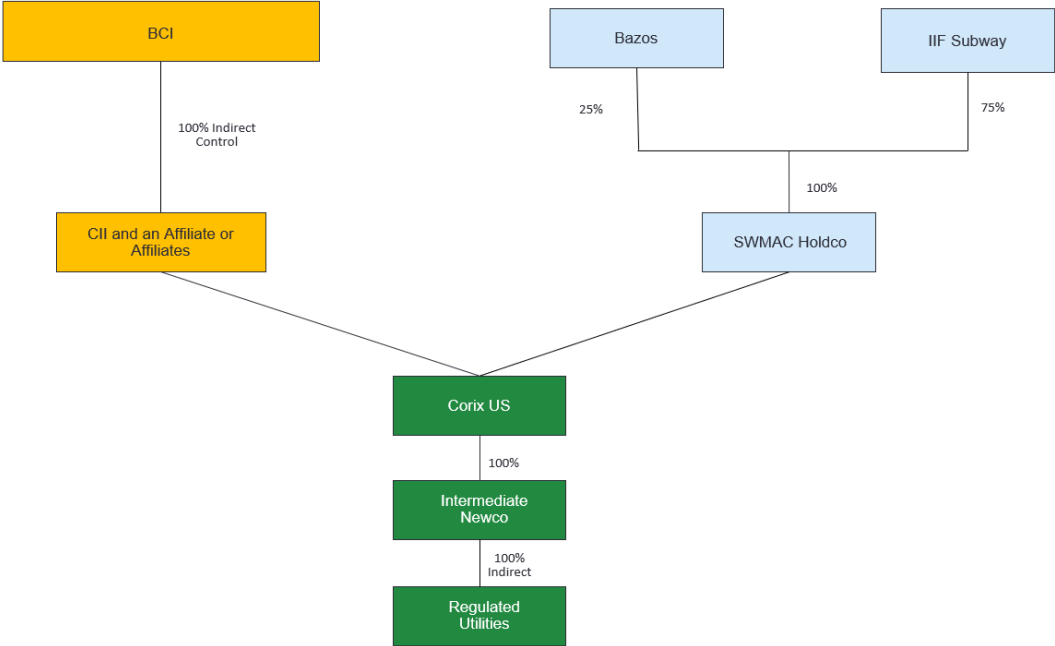 BCI
Bazos
IIF Subway
25%
75%
100% Indirect
Control
100%
CII and an Affiliate or
Affiliates
SWMAC Holdco
Corix US
100%
Intermediate
Newco
100%
Indirect
Regulated
Utilities